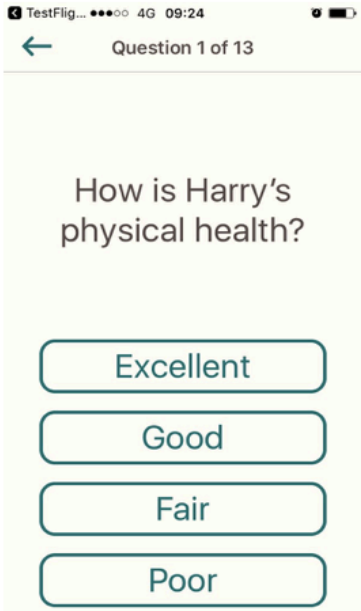 TestFlig... 4G 09:24
Question 1 of 13
How is Harry’s
physical health?
Excellent
Good
Fair
Poor